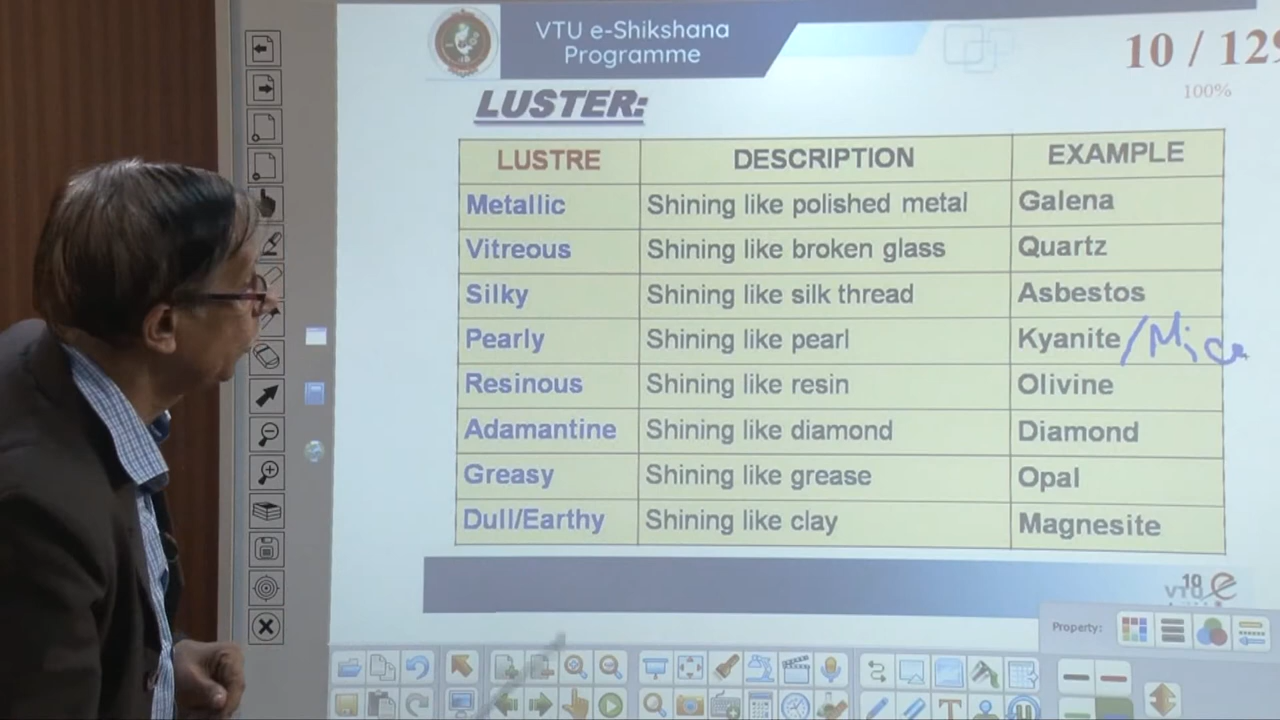 VTU e-Shikshana
Programme
10 / 129
100%
LUSTER:
LUSTRE DESCRIPTION EXAMPLE
Metallic Shining like polished metal Galena
Vitreous Shining like broken glass Quartz
Silky Shining like silk thread Asbestos
Pearly Shining like pearl Kyanite /Mica
Resinous Shining like resin Olivine
Adamantine Shining like diamond Diamond
Greasy Shining like grease Opal
Dull/Earthy Shining like clay Magnesite
VTU e
Property: